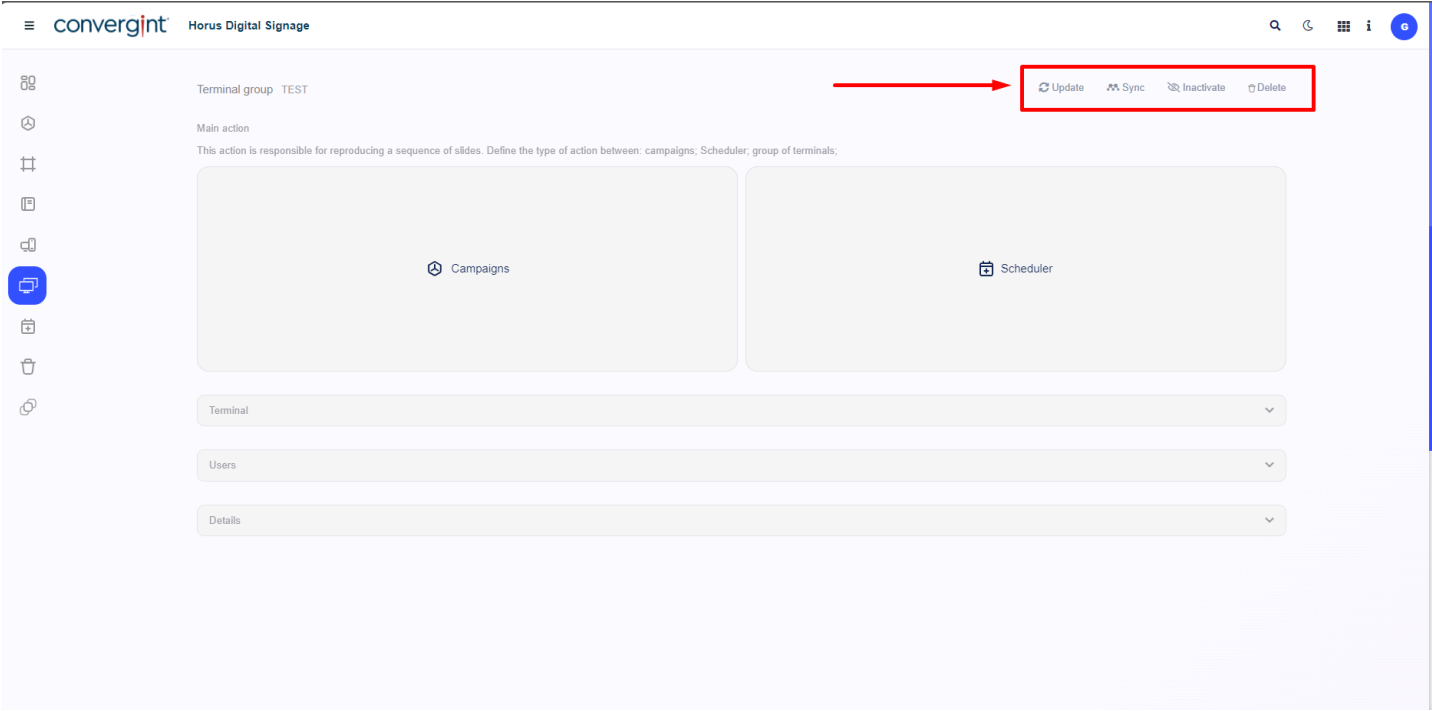 convergint Horus Digital Signage G
Terminal group TEST Update Sync Inactivate Delete
Main action
This action is responsible for reproducing a sequence of slides. Define the type of action between: campaigns; Scheduler; group of terminals;
Campaigns Scheduler
Terminal
Users
Details